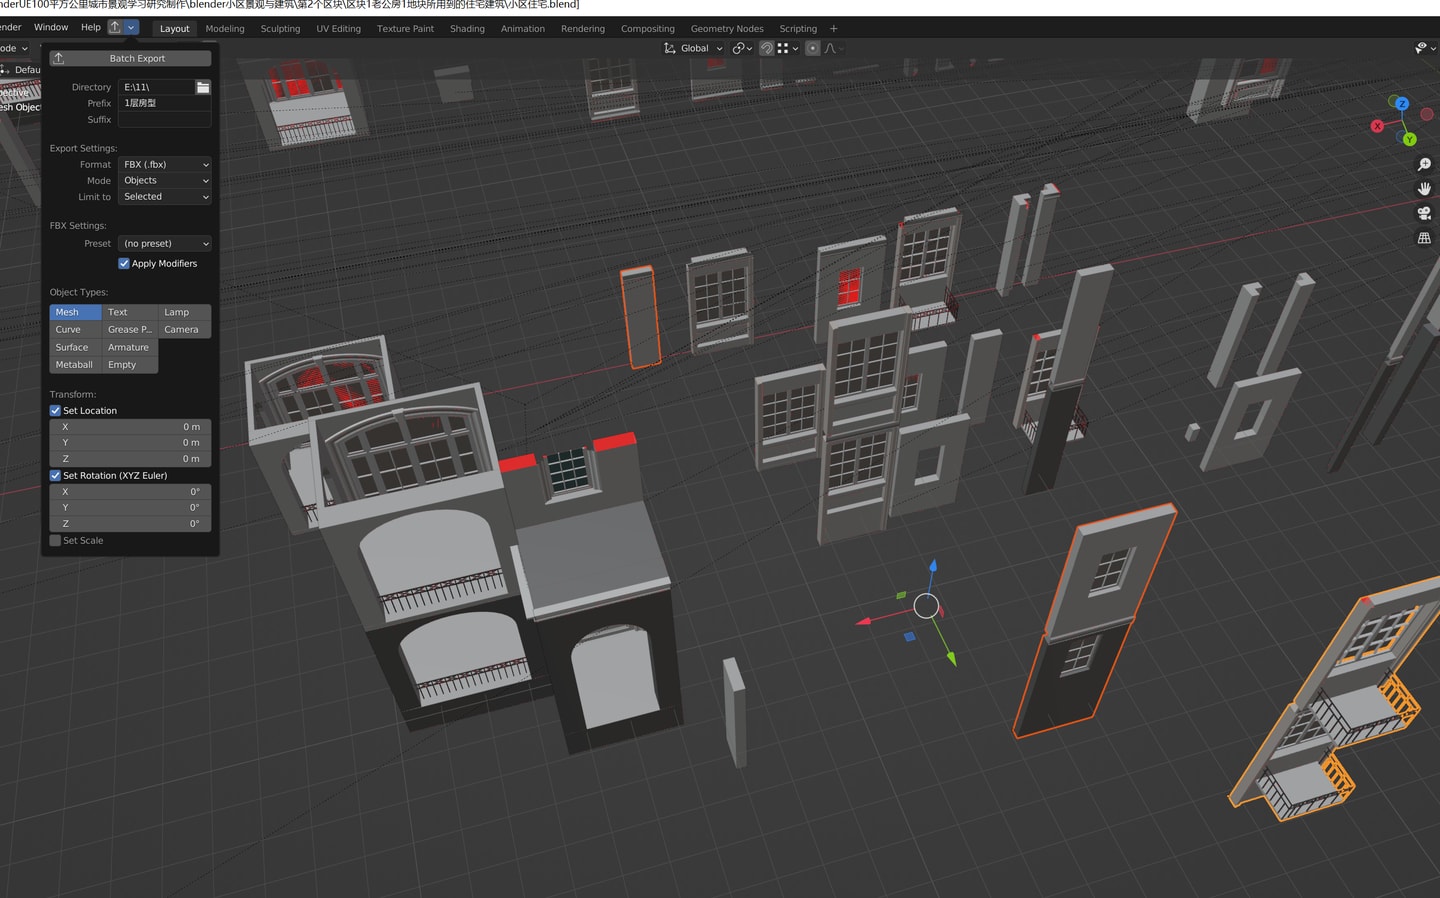 nderUE100平方公里城市景观学习研究制作\blender小区景观与建筑\第2个区块\区块1老公房1地块所用到的住宅建筑\小区住宅.blend]
nder Window Help Layout Modeling Sculpting UV Editing Texture Paint Shading Animation Rendering Compositing Geometry Nodes Scripting +
ode Global
Defau
pective
esh Object
Batch Export
Directory E:\11\
Prefix 1层房型
Suffix
Export Settings:
Format FBX (.fbx)
Mode Objects
Limit to Selected
FBX Settings:
Preset (no preset)
Apply Modifiers
Object Types:
Mesh Text Lamp
Curve Grease P... Camera
Surface Armature
Metaball Empty
Transform:
Set Location
X 0 m
Y 0 m
Z 0 m
Set Rotation (XYZ Euler)
X 0°
Y 0°
Z 0°
Set Scale
Z
X
Y